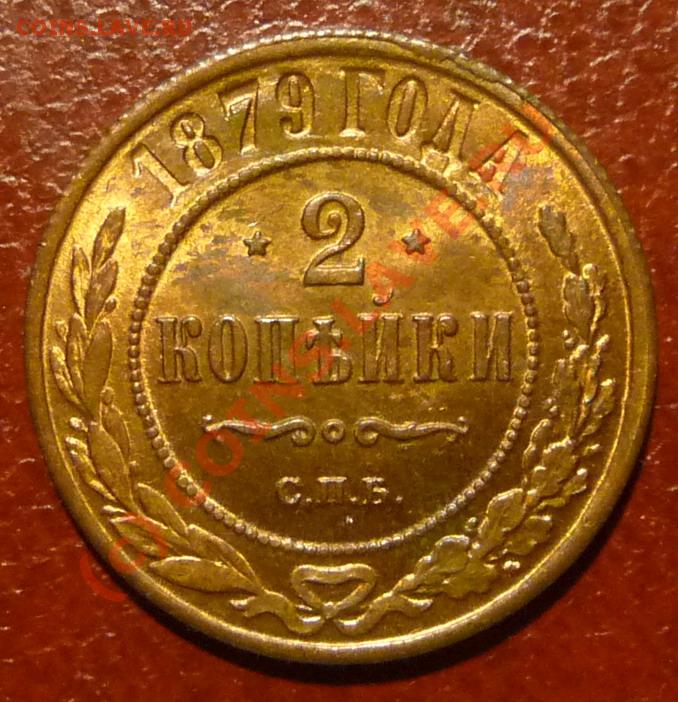 COINS.LAVE.RU
1879 ГОДА
2
КОПѢЙКИ
С.П.Б.
(c) COINS.LAVE.RU